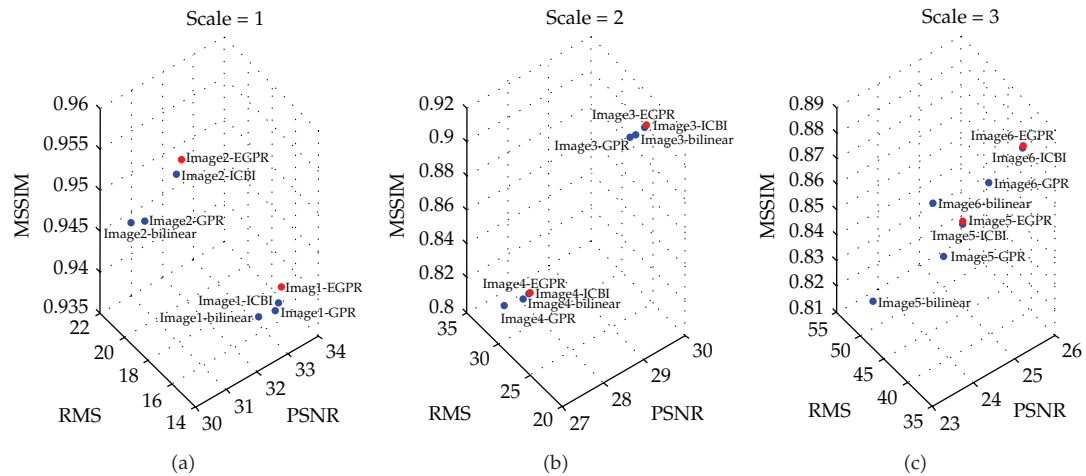 Scale = 1
0.96
0.955
0.95
0.945
0.94
0.935
MSSIM
Image2-EGPR
Image2-ICBI
Image2-GPR
Image2-bilinear
Imag1-EGPR
Image1-ICBI
Image1-GPR
Image1-bilinear
22
20
18
16
14
RMS
30
31
32
33
34
PSNR
(a)
Scale = 2
0.92
0.9
0.88
0.86
0.84
0.82
0.8
MSSIM
Image3-EGPR
Image3-ICBI
Image3-bilinear
Image3-GPR
Image4-EGPR
Image4-ICBI
Image4-bilinear
Image4-GPR
35
30
25
20
RMS
27
28
29
30
PSNR
(b)
Scale = 3
0.89
0.88
0.87
0.86
0.85
0.84
0.83
0.82
0.81
MSSIM
Image6-EGPR
Image6-ICBI
Image6-GPR
Image6-bilinear
Image5-EGPR
Image5-ICBI
Image5-GPR
Image5-bilinear
55
50
45
40
35
RMS
23
24
25
26
PSNR
(c)